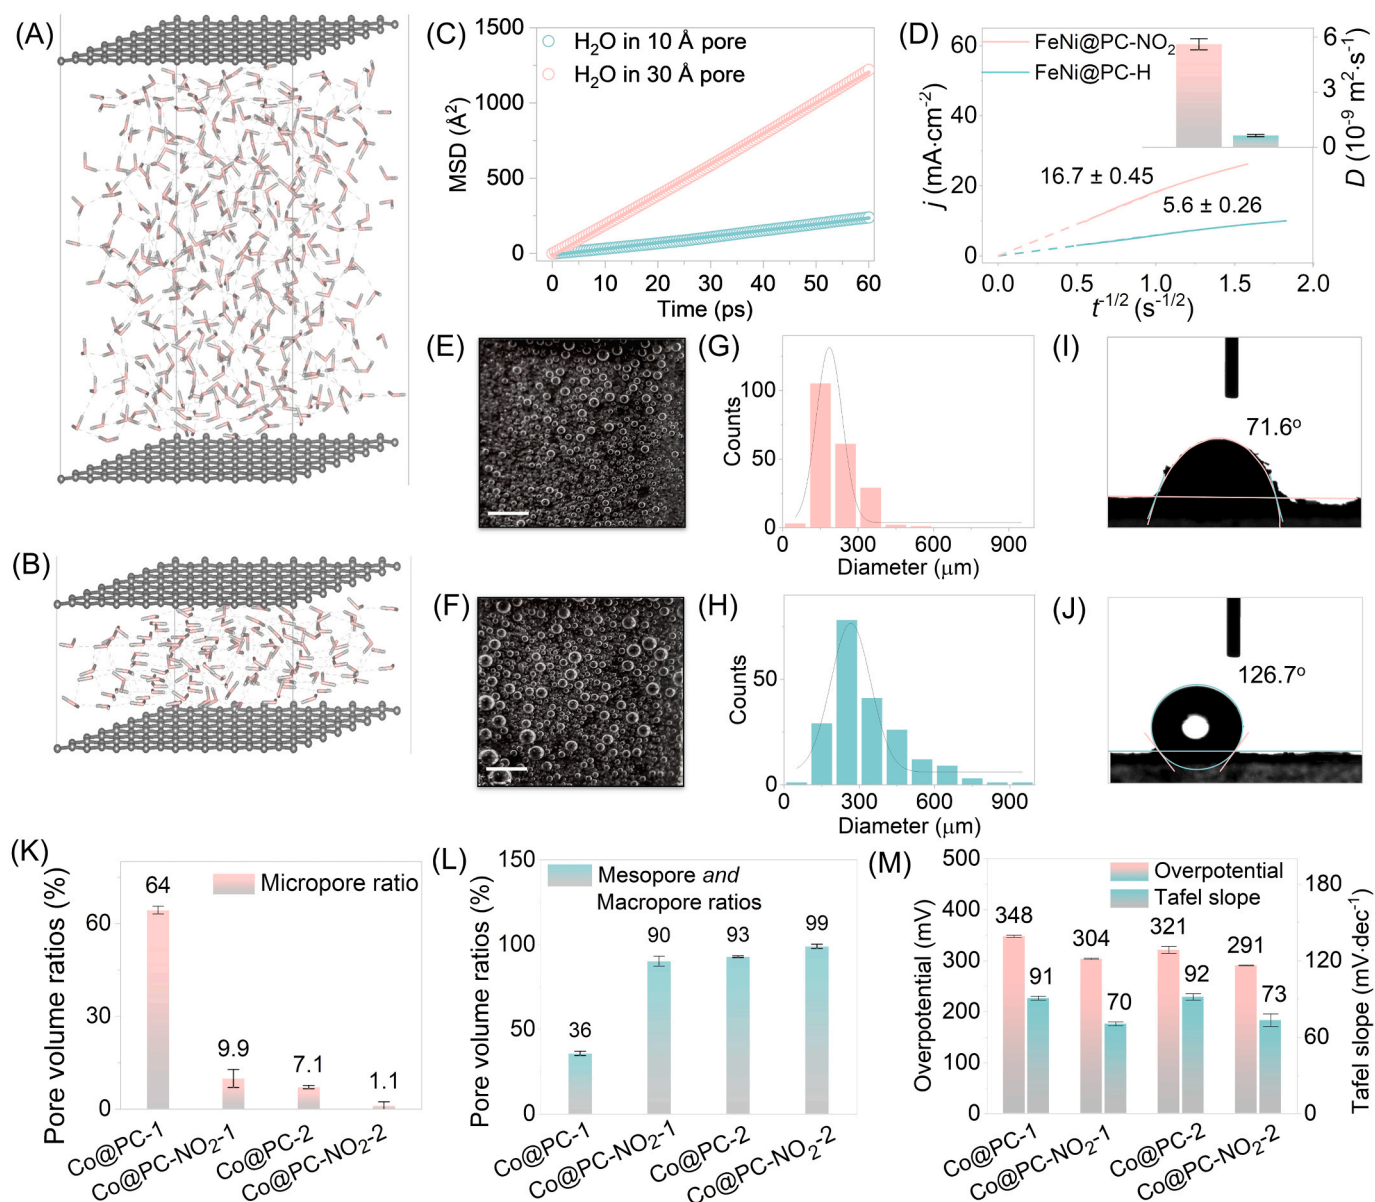 (A)
(B)
(C)
1500
1000
500
0
MSD (Å²)
H₂O in 10 Å pore
H₂O in 30 Å pore
0 10 20 30 40 50 60
Time (ps)
(D)
60
40
20
0
j (mA·cm⁻²)
FeNi@PC-NO₂
FeNi@PC-H
16.7 ± 0.45
5.6 ± 0.26
6
3
0
D (10⁻⁹ m²·s⁻¹)
0.0 0.5 1.0 1.5 2.0
t⁻¹/² (s⁻¹/²)
(E)
(F)
(G)
100
50
0
Counts
0 300 600 900
Diameter (μm)
(H)
50
0
Counts
0 300 600 900
Diameter (μm)
(I)
71.6°
(J)
126.7°
(K)
60
30
0
Pore volume ratios (%)
Micropore ratio
64
9.9
7.1
1.1
Co@PC-1
Co@PC-NO₂-1
Co@PC-2
Co@PC-NO₂-2
(L)
150
100
50
0
Pore volume ratios (%)
Mesopore and
Macropore ratios
36
90
93
99
Co@PC-1
Co@PC-NO₂-1
Co@PC-2
Co@PC-NO₂-2
(M)
500
400
300
200
100
0
Overpotential (mV)
Overpotential
Tafel slope
348
91
304
70
321
92
291
73
180
120
60
0
Tafel slope (mV·dec⁻¹)
Co@PC-1
Co@PC-NO₂-1
Co@PC-2
Co@PC-NO₂-2